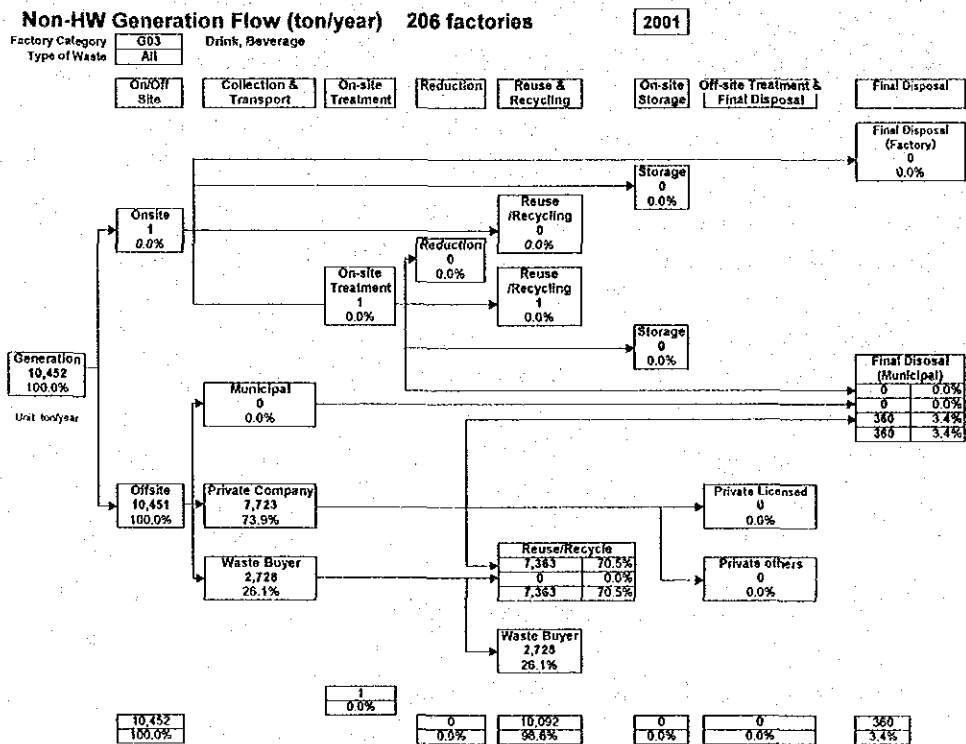 Non-HW Generation Flow (ton/year) 206 factories 2001
Factory Category G03 Drink, Beverage
Type of Waste All
On/Off Site
Collection & Transport
On-site Treatment
Reduction
Reuse & Recycling
On-site Storage
Off-site Treatment & Final Disposal
Final Disposal
Final Disposal
(Factory)
0
0.0%
Storage
0
0.0%
Onsite
1
0.0%
Reuse
/Recycling
0
0.0%
Reduction
0
0.0%
On-site
Treatment
1
0.0%
Reuse
/Recycling
1
0.0%
Storage
0
0.0%
Generation
10,452
100.0%
Unit: ton/year
Final Disosal
(Municipal)
0 0.0%
0 0.0%
360 3.4%
360 3.4%
Municipal
0
0.0%
Offsite
10,451
100.0%
Private Company
7,723
73.9%
Private Licensed
0
0.0%
Waste Buyer
2,728
26.1%
Reuse/Recycle
7,363 70.5%
0 0.0%
7,363 70.5%
Private others
0
0.0%
Waste Buyer
2,728
26.1%
1
0.0%
10,452
100.0%
0
0.0%
10,092
96.6%
0
0.0%
0
0.0%
360
3.4%